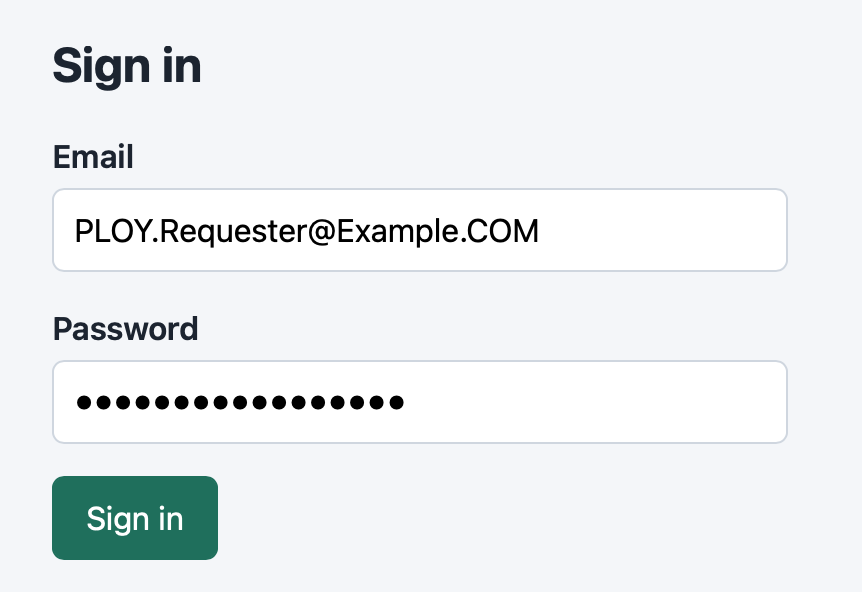 Sign in
Email
PLOY.Requester@Example.COM
Password
•••••••••••••••••
Sign in